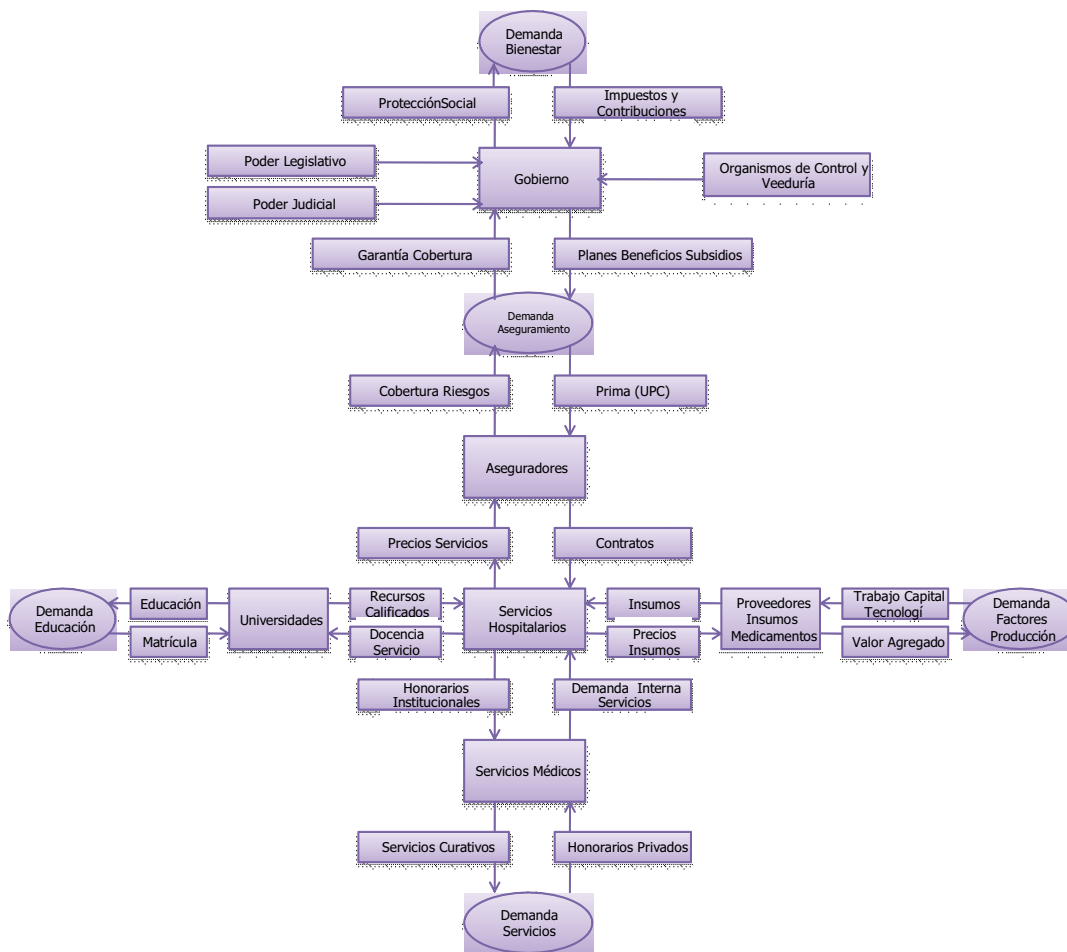 Demanda
Bienestar
ProtecciónSocial
Impuestos y
Contribuciones
Poder Legislativo
Gobierno
Organismos de Control y
Veeduría
Poder Judicial
Garantía Cobertura
Planes Beneficios Subsidios
Demanda
Aseguramiento
Cobertura Riesgos
Prima (UPC)
Aseguradores
Precios Servicios
Contratos
Demanda
Educación
Educación
Matrícula
Universidades
Recursos
Calificados
Docencia
Servicio
Servicios
Hospitalarios
Insumos
Precios
Insumos
Proveedores
Insumos
Medicamentos
Trabajo Capital
Tecnologí
Valor Agregado
Demanda
Factores
Producción
Honorarios
Institucionales
Demanda Interna
Servicios
Servicios Médicos
Servicios Curativos
Honorarios Privados
Demanda
Servicios